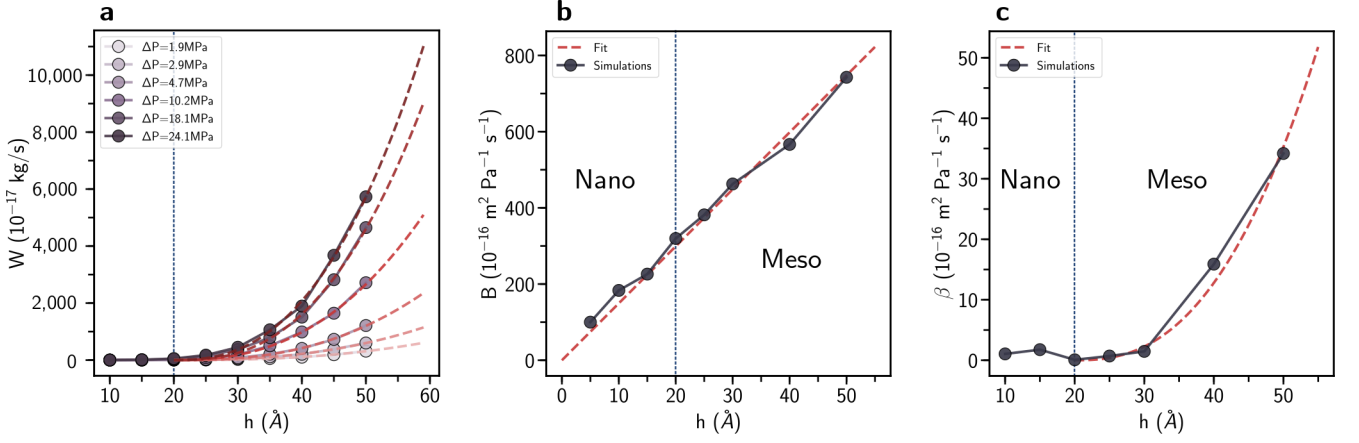 a
W (10⁻¹⁷ kg/s)
10,000
8,000
6,000
4,000
2,000
0
ΔP=1.9MPa
ΔP=2.9MPa
ΔP=4.7MPa
ΔP=10.2MPa
ΔP=18.1MPa
ΔP=24.1MPa
10 20 30 40 50 60
h (Å)
b
B (10⁻¹⁶ m² Pa⁻¹ s⁻¹)
800
600
400
200
0
Fit
Simulations
Nano
Meso
0 10 20 30 40 50
h (Å)
c
β (10⁻¹⁶ m² Pa⁻¹ s⁻¹)
50
40
30
20
10
0
Fit
Simulations
Nano
Meso
10 20 30 40 50
h (Å)